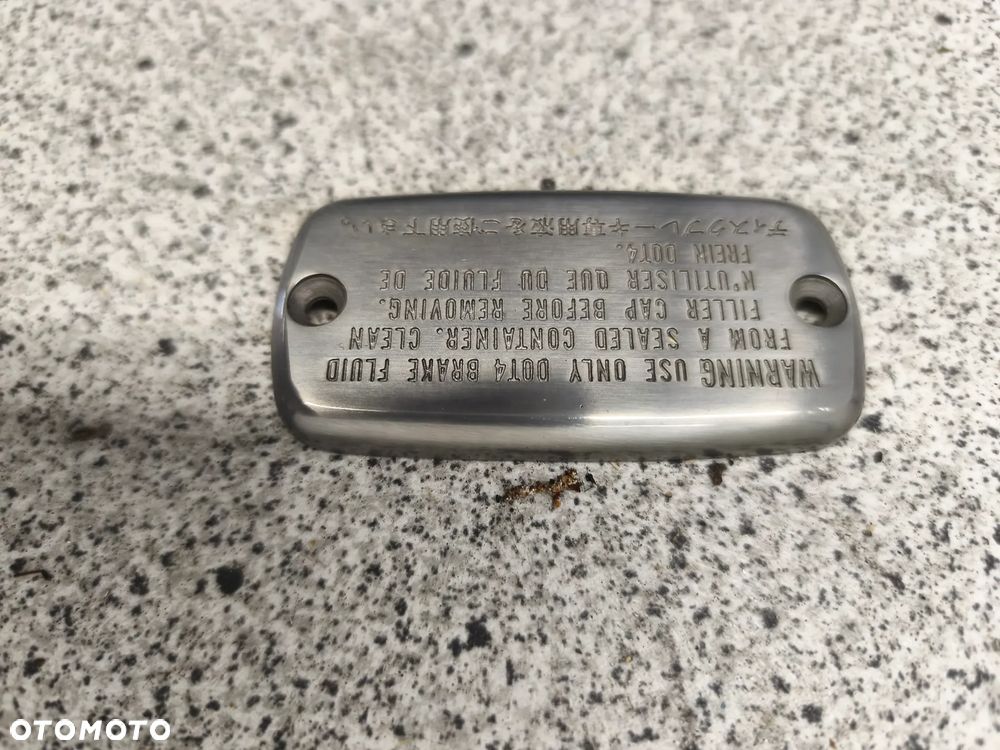 WARNING USE ONLY DOT4 BRAKE FLUID
FROM A SEALED CONTAINER. CLEAN
FILLER CAP BEFORE REMOVING.
N'UTILISER QUE DU FLUIDE DE
FREIN DOT4.
ディスクブレーキ専用液をご使用下さい。
OTOMOTO